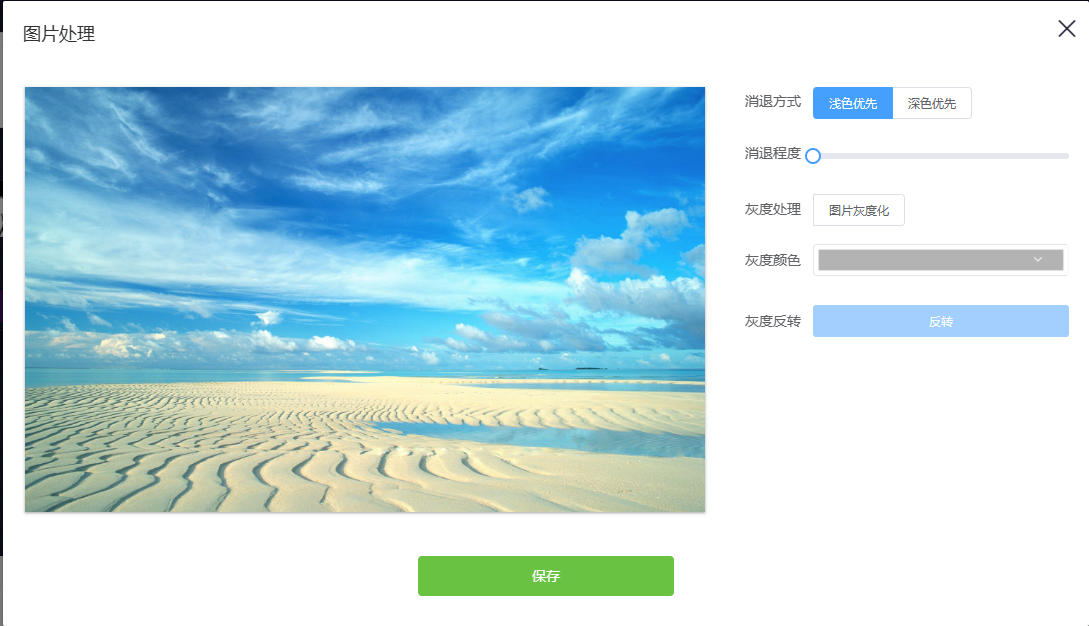 图片处理
消退方式 浅色优先 深色优先
消退程度
灰度处理 图片灰度化
灰度颜色
灰度反转 反转
保存